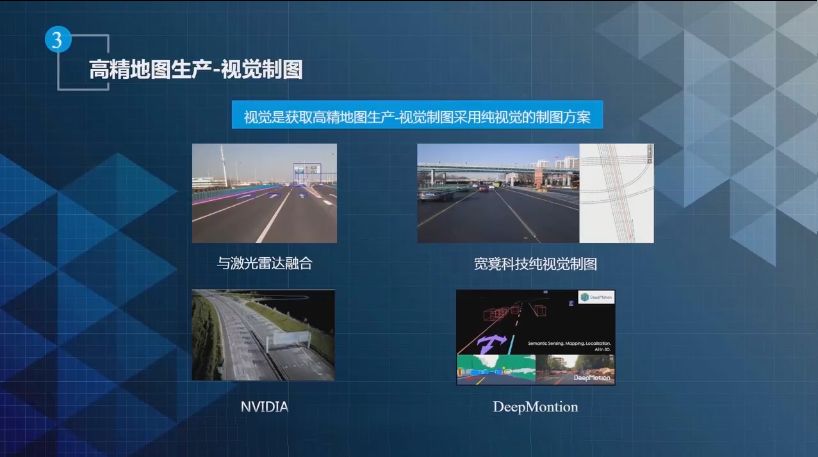 3
高精地图生产-视觉制图
视觉是获取高精地图生产-视觉制图采用纯视觉的制图方案
与激光雷达融合
宽凳科技纯视觉制图
DeepMotion
Semantic Sensing, Mapping, Localization.
DeepMotion
NVIDIA
DeepMontion